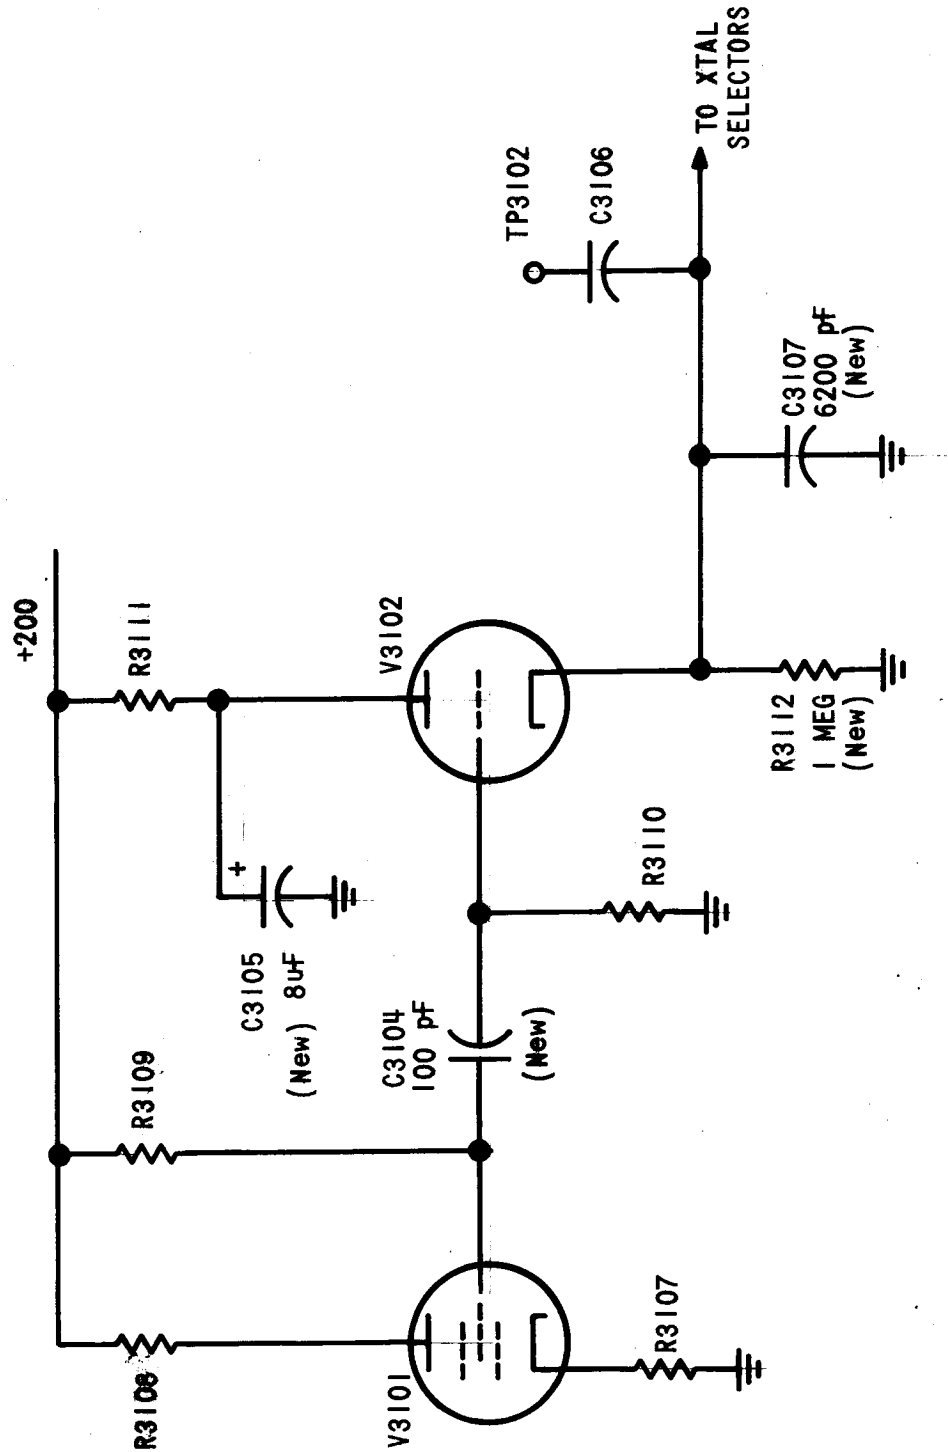 +200
R3108
R3109
R3111
C3105
(New) 8uF
+
V3101
V3102
C3104
100 pF
(New)
R3107
R3110
R3112
1 MEG
(New)
C3107
6200 pF
(New)
TP3102
C3106
TO XTAL
SELECTORS